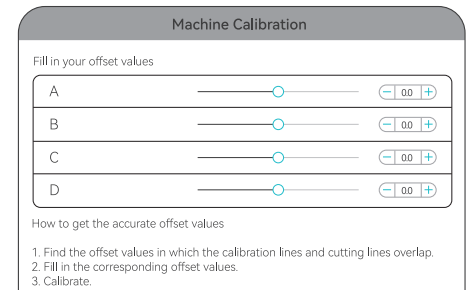 Machine Calibration
Fill in your offset values
A − 0.0 +
B − 0.0 +
C − 0.0 +
D − 0.0 +
How to get the accurate offset values
1. Find the offset values in which the calibration lines and cutting lines overlap.
2. Fill in the corresponding offset values.
3. Calibrate.